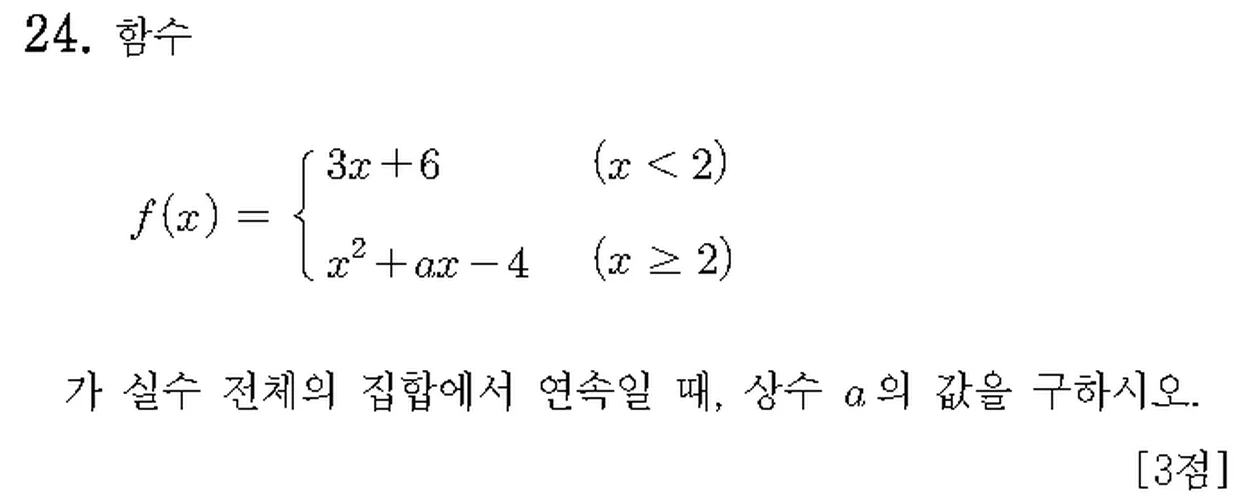 24. 함수
f(x) = { 3x+6 (x < 2)
x²+ax-4 (x ≥ 2)
가 실수 전체의 집합에서 연속일 때, 상수 a의 값을 구하시오.
[3점]